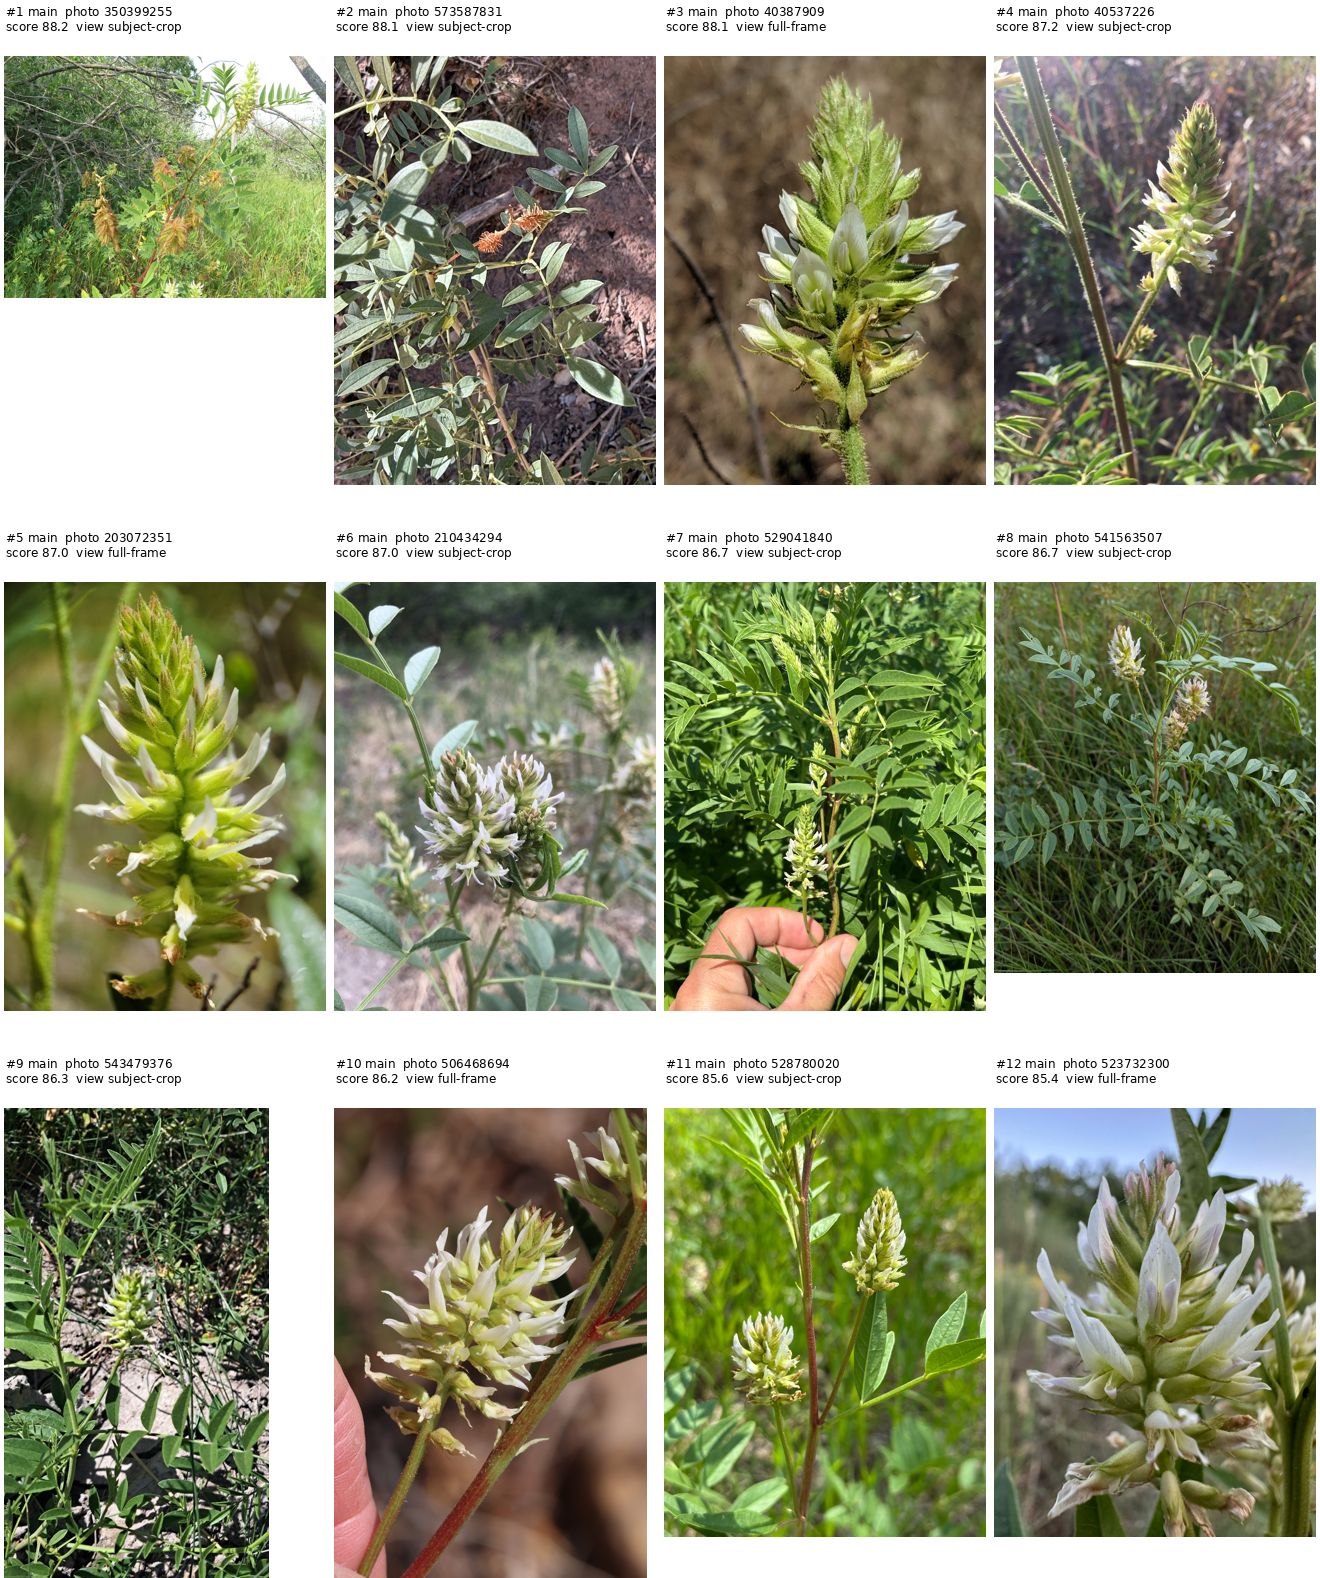 #1 main photo 350399255
score 88.2 view subject-crop
#2 main photo 573587831
score 88.1 view subject-crop
#3 main photo 40387909
score 88.1 view full-frame
#4 main photo 40537226
score 87.2 view subject-crop
#5 main photo 203072351
score 87.0 view full-frame
#6 main photo 210434294
score 87.0 view subject-crop
#7 main photo 529041840
score 86.7 view subject-crop
#8 main photo 541563507
score 86.7 view subject-crop
#9 main photo 543479376
score 86.3 view subject-crop
#10 main photo 506468694
score 86.2 view full-frame
#11 main photo 528780020
score 85.6 view subject-crop
#12 main photo 523732300
score 85.4 view full-frame